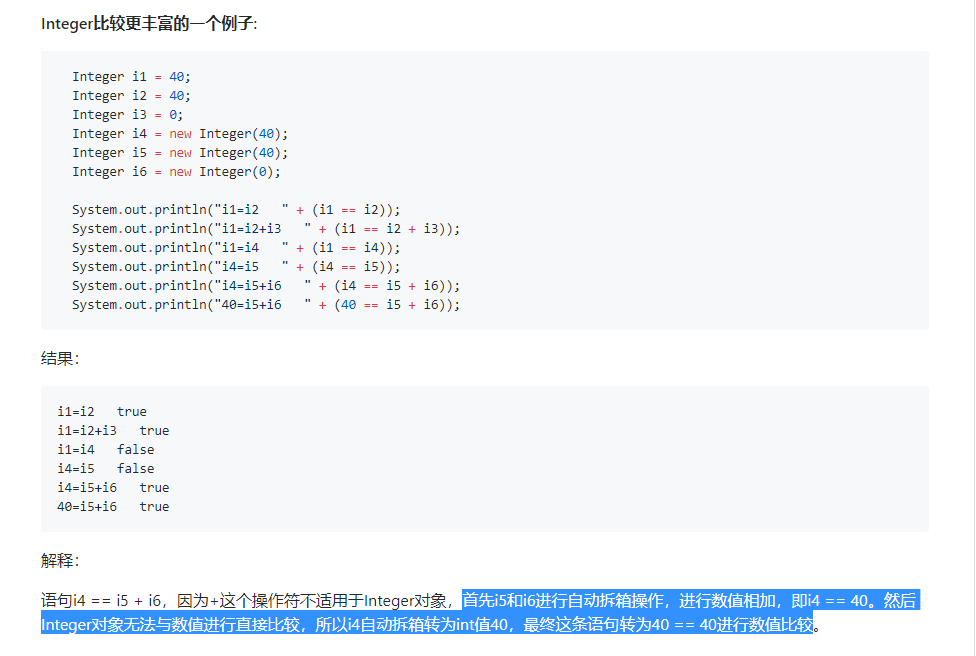 Integer比较更丰富的一个例子:
Integer i1 = 40;
Integer i2 = 40;
Integer i3 = 0;
Integer i4 = new Integer(40);
Integer i5 = new Integer(40);
Integer i6 = new Integer(0);
System.out.println("i1=i2   " + (i1 == i2));
System.out.println("i1=i2+i3   " + (i1 == i2 + i3));
System.out.println("i1=i4   " + (i1 == i4));
System.out.println("i4=i5   " + (i4 == i5));
System.out.println("i4=i5+i6   " + (i4 == i5 + i6));
System.out.println("40=i5+i6   " + (40 == i5 + i6));
结果：
i1=i2   true
i1=i2+i3   true
i1=i4   false
i4=i5   false
i4=i5+i6   true
40=i5+i6   true
解释：
语句i4 == i5 + i6，因为+这个操作符不适用于Integer对象，首先i5和i6进行自动拆箱操作，进行数值相加，即i4 == 40。然后
Integer对象无法与数值进行直接比较，所以i4自动拆箱转为int值40，最终这条语句转为40 == 40进行数值比较。